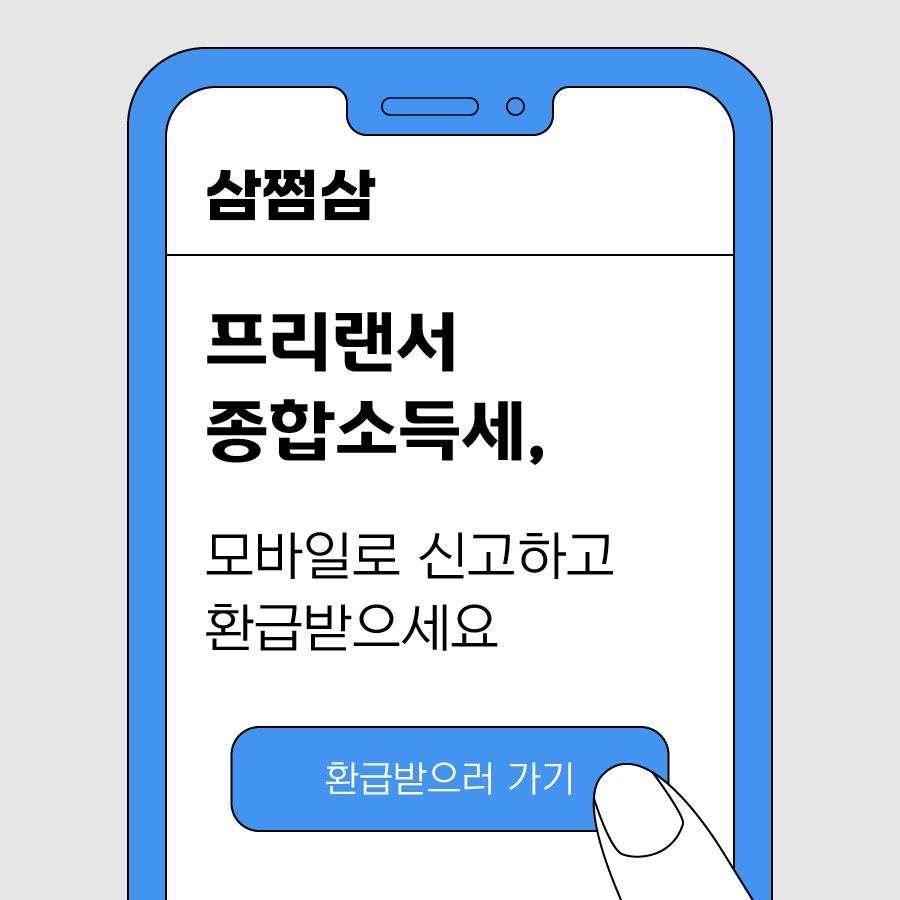 삼쩜삼
프리랜서
종합소득세,
모바일로 신고하고
환급받으세요
환급받으러 가기